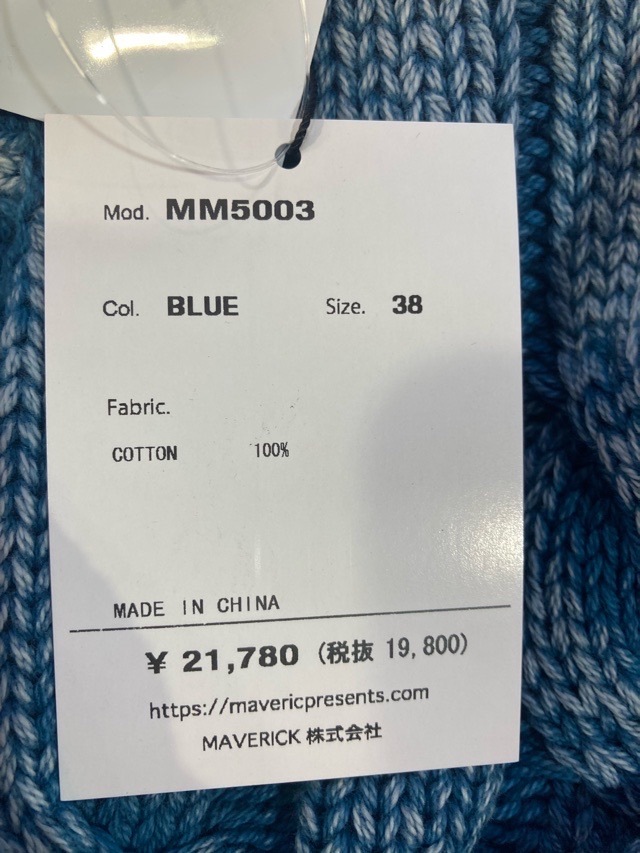 Mod. MM5003
Col. BLUE Size. 38
Fabric.
COTTON 100%
MADE IN CHINA
¥ 21,780 (税抜 19,800)
https://mavericpresents.com
MAVERICK 株式会社